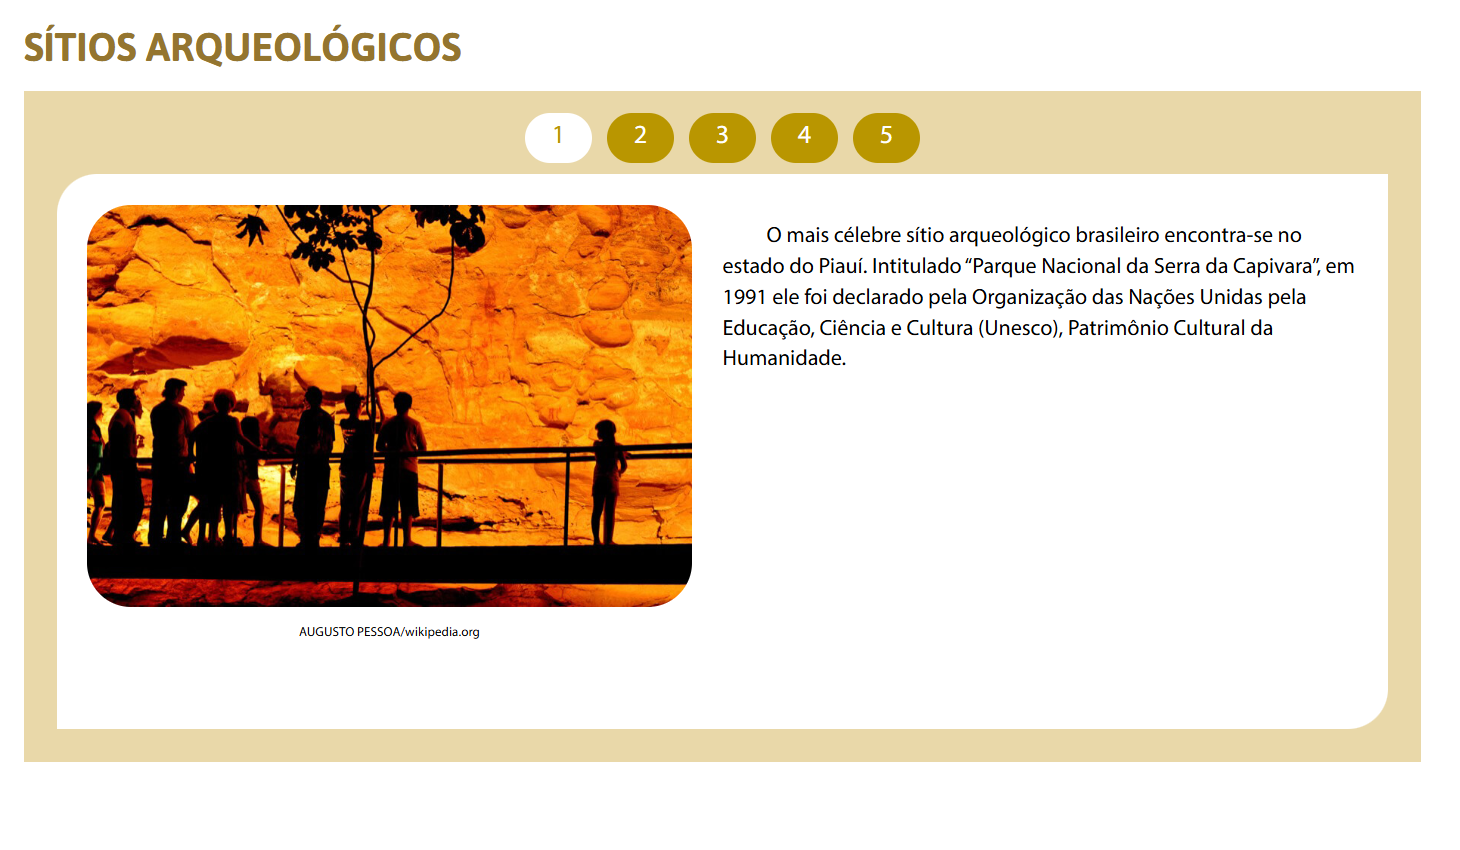 SÍTIOS ARQUEOLÓGICOS
1 2 3 4 5
O mais célebre sítio arqueológico brasileiro encontra-se no
estado do Piauí. Intitulado “Parque Nacional da Serra da Capivara”, em
1991 ele foi declarado pela Organização das Nações Unidas pela
Educação, Ciência e Cultura (Unesco), Patrimônio Cultural da
Humanidade.
AUGUSTO PESSOA/wikipedia.org